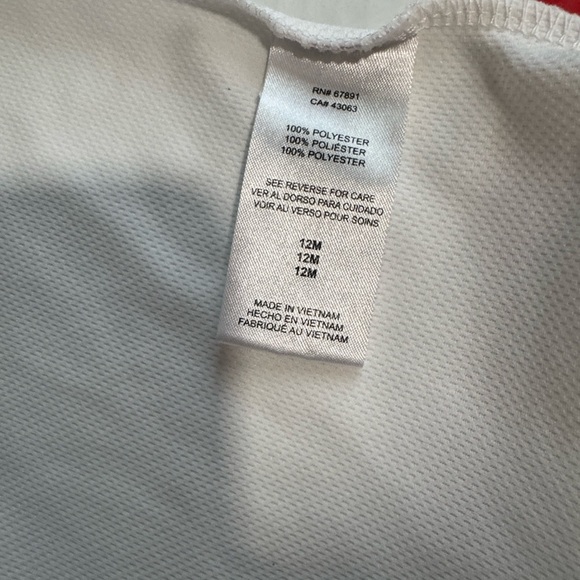 RN# 67891
CA# 43063
100% POLYESTER
100% POLIÉSTER
100% POLYESTER
SEE REVERSE FOR CARE
VER AL DORSO PARA CUIDADO
VOIR AU VERSO POUR SOINS
12M
12M
12M
MADE IN VIETNAM
HECHO EN VIETNAM
FABRIQUÉ AU VIETNAM